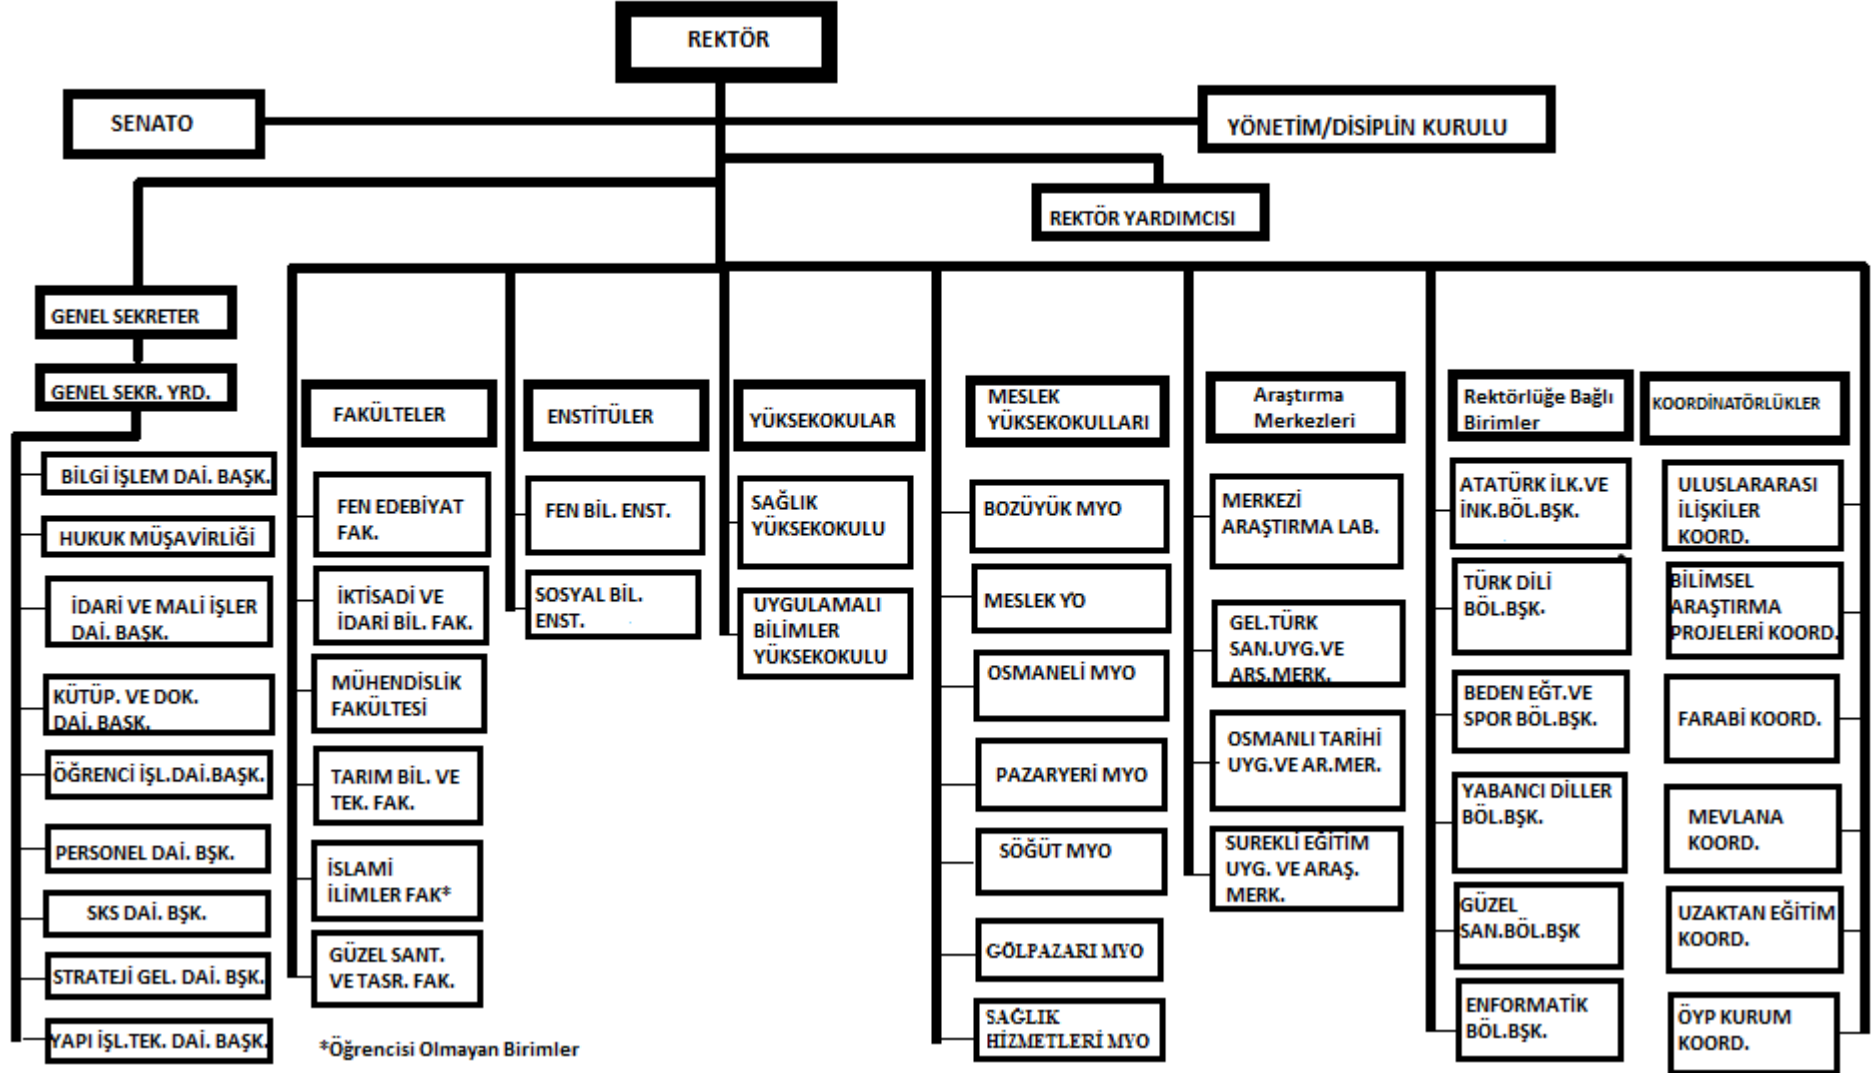 REKTÖR
SENATO
YÖNETİM/DİSİPLİN KURULU
REKTÖR YARDIMCISI
GENEL SEKRETER
GENEL SEKR. YRD.
BİLGİ İŞLEM DAİ. BAŞK.
HUKUK MÜŞAVİRLİĞİ
İDARİ VE MALİ İŞLER
DAİ. BAŞK.
KÜTÜP. VE DOK.
DAİ. BASK.
ÖĞRENCİ İŞL.DAİ.BAŞK.
PERSONEL DAİ. BŞK.
SKS DAİ. BŞK.
STRATEJİ GEL. DAİ. BŞK.
YAPI İŞL.TEK. DAİ. BAŞK.
FAKÜLTELER
FEN EDEBİYAT
FAK.
İKTİSADİ VE
İDARİ BİL. FAK.
MÜHENDİSLİK
FAKÜLTESİ
TARIM BİL. VE
TEK. FAK.
İSLAMİ
İLİMLER FAK*
GÜZEL SANT.
VE TASR. FAK.
*Öğrencisi Olmayan Birimler
ENSTİTÜLER
FEN BİL. ENST.
SOSYAL BİL.
ENST.
YÜKSEKOKULAR
SAĞLIK
YÜKSEKOKULU
UYGULAMALI
BİLİMLER
YÜKSEKOKULU
MESLEK
YÜKSEKOKULLARI
BOZÜYÜK MYO
MESLEK YO
OSMANELİ MYO
PAZARYERİ MYO
SÖĞÜT MYO
GÖLPAZARI MYO
SAĞLIK
HİZMETLERİ MYO
Araştırma
Merkezleri
MERKEZİ
ARAŞTIRMA LAB.
GEL.TÜRK
SAN.UYG.VE
ARS.MERK.
OSMANLI TARİHİ
UYG.VE AR.MER.
SUREKLİ EĞİTİM
UYG. VE ARAŞ.
MERK.
Rektörlüğe Bağlı
Birimler
ATATÜRK İLK.VE
İNK.BÖL.BŞK.
TÜRK DİLİ
BÖL.BŞK.
BEDEN EĞT.VE
SPOR BÖL.BŞK.
YABANCI DİLLER
BÖL.BŞK.
GÜZEL
SAN.BÖL.BŞK
ENFORMATİK
BÖL.BŞK.
KOORDİNATÖRLÜKLER
ULUSLARARASI
İLİŞKİLER
KOORD.
BİLİMSEL
ARAŞTIRMA
PROJELERİ KOORD.
FARABİ KOORD.
MEVLANA
KOORD.
UZAKTAN EĞİTİM
KOORD.
ÖYP KURUM
KOORD.